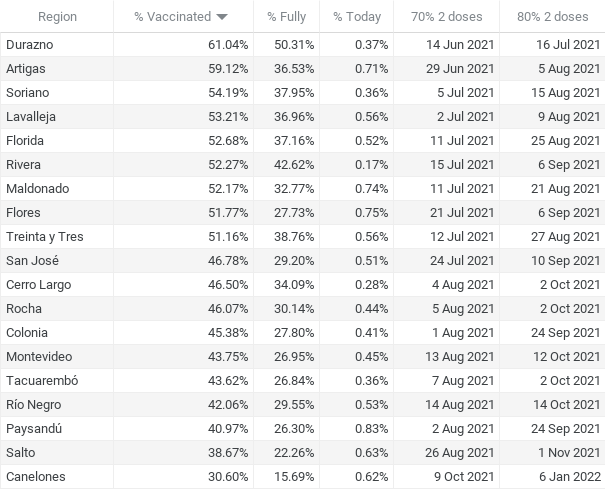 Region % Vaccinated % Fully % Today 70% 2 doses 80% 2 doses
Durazno 61.04% 50.31% 0.37% 14 Jun 2021 16 Jul 2021
Artigas 59.12% 36.53% 0.71% 29 Jun 2021 5 Aug 2021
Soriano 54.19% 37.95% 0.36% 5 Jul 2021 15 Aug 2021
Lavalleja 53.21% 36.96% 0.56% 2 Jul 2021 9 Aug 2021
Florida 52.68% 37.16% 0.52% 11 Jul 2021 25 Aug 2021
Rivera 52.27% 42.62% 0.17% 15 Jul 2021 6 Sep 2021
Maldonado 52.17% 32.77% 0.74% 11 Jul 2021 21 Aug 2021
Flores 51.77% 27.73% 0.75% 21 Jul 2021 6 Sep 2021
Treinta y Tres 51.16% 38.76% 0.56% 12 Jul 2021 27 Aug 2021
San José 46.78% 29.20% 0.51% 24 Jul 2021 10 Sep 2021
Cerro Largo 46.50% 34.09% 0.28% 4 Aug 2021 2 Oct 2021
Rocha 46.07% 30.14% 0.44% 5 Aug 2021 2 Oct 2021
Colonia 45.38% 27.80% 0.41% 1 Aug 2021 24 Sep 2021
Montevideo 43.75% 26.95% 0.45% 13 Aug 2021 12 Oct 2021
Tacuarembó 43.62% 26.84% 0.36% 7 Aug 2021 2 Oct 2021
Río Negro 42.06% 29.55% 0.53% 14 Aug 2021 14 Oct 2021
Paysandú 40.97% 26.30% 0.83% 2 Aug 2021 24 Sep 2021
Salto 38.67% 22.26% 0.63% 26 Aug 2021 1 Nov 2021
Canelones 30.60% 15.69% 0.62% 9 Oct 2021 6 Jan 2022